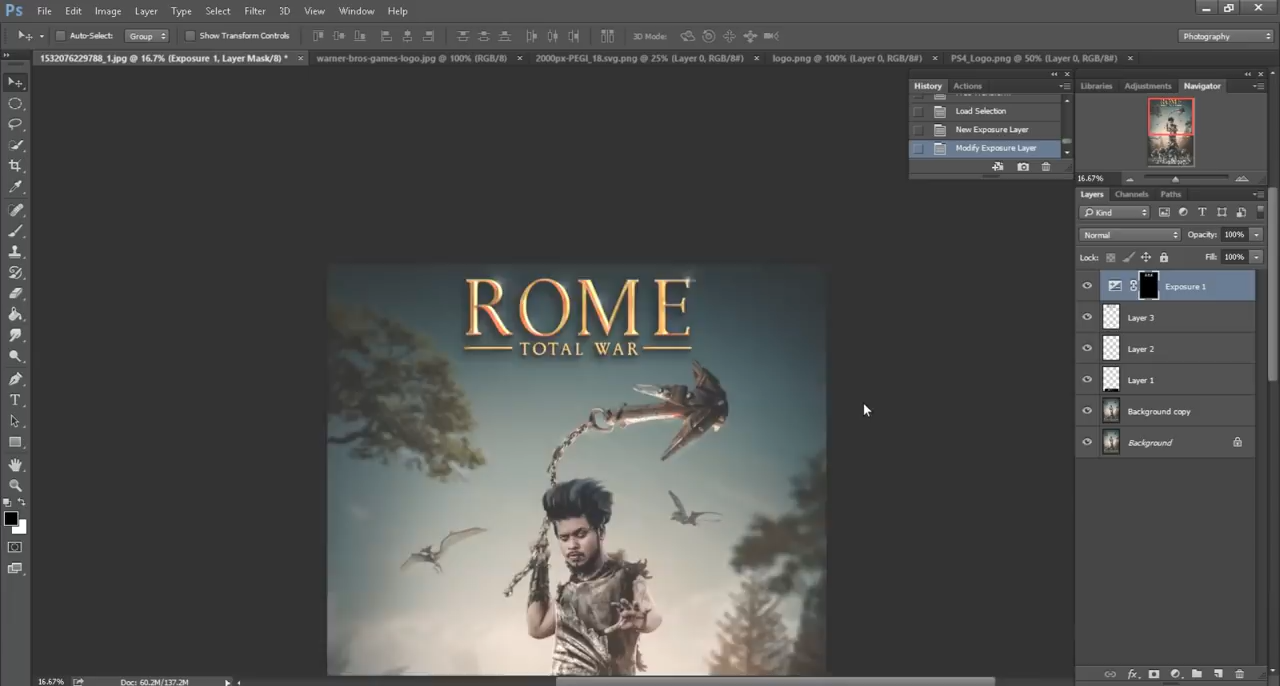 Ps File Edit Image Layer Type Select Filter 3D View Window Help
Auto-Select: Group Show Transform Controls 3D Mode: Photography
1532076229788_1.jpg @ 16.7% (Exposure 1, Layer Mask/8) * × warner-bros-games-logo.jpg @ 100% (RGB/8) × 2000px-PEGI_18.svg.png @ 25% (Layer 0, RGB/8#) × logo.png @ 100% (Layer 0, RGB/8#) × PS4_Logo.png @ 50% (Layer 0, RGB/8#) ×
History Actions
Load Selection
New Exposure Layer
Modify Exposure Layer
Libraries Adjustments Navigator
16.67%
Layers Channels Paths
Kind
Normal Opacity: 100%
Lock: Fill: 100%
Exposure 1
Layer 3
Layer 2
Layer 1
Background copy
Background
ROME
TOTAL WAR
16.67% Doc: 60.2M/137.2M